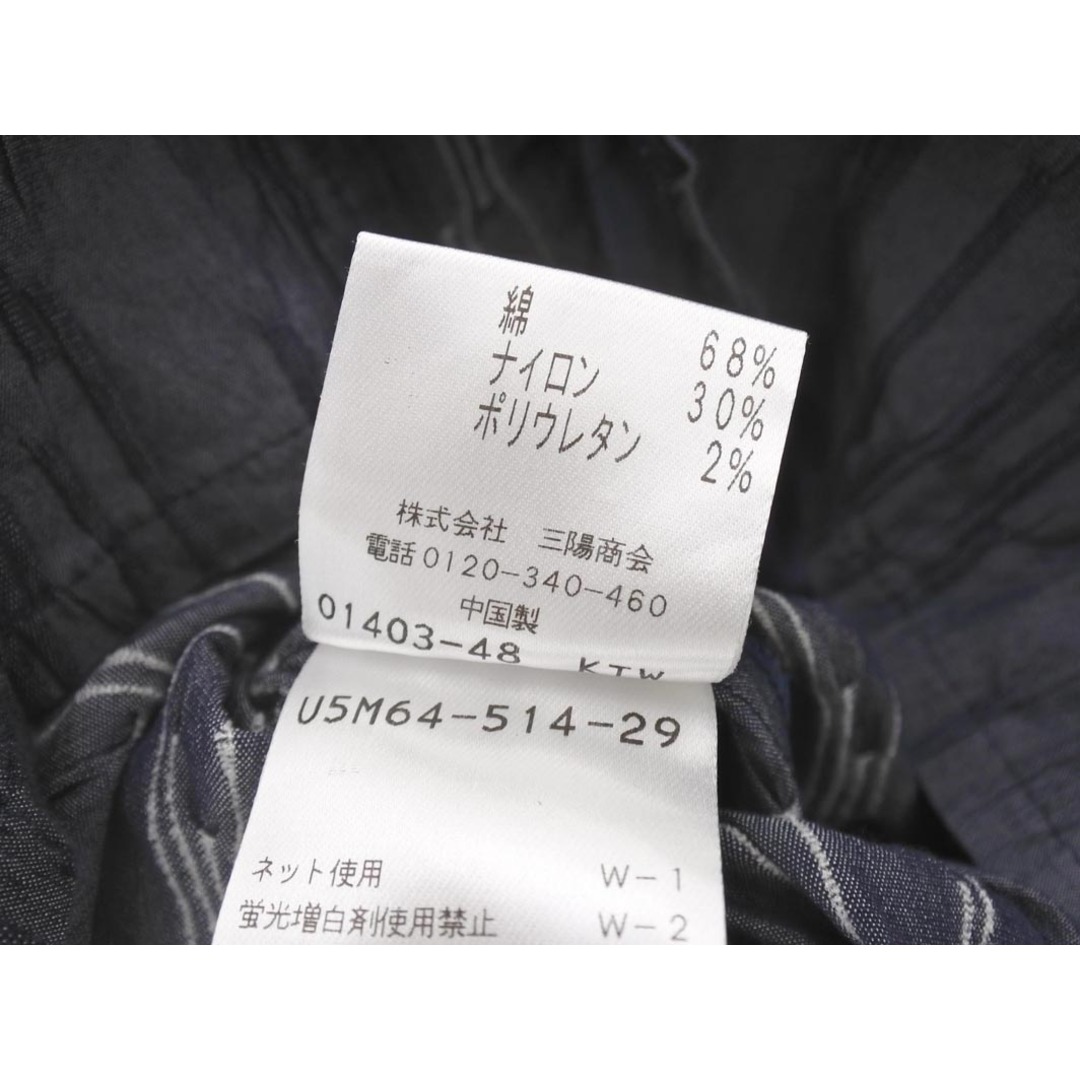 綿 68%
ナイロン 30%
ポリウレタン 2%
株式会社 三陽商会
電話0120-340-460
中国製
01403-48 KTW
U5M64-514-29
ネット使用 W-1
蛍光増白剤使用禁止 W-2